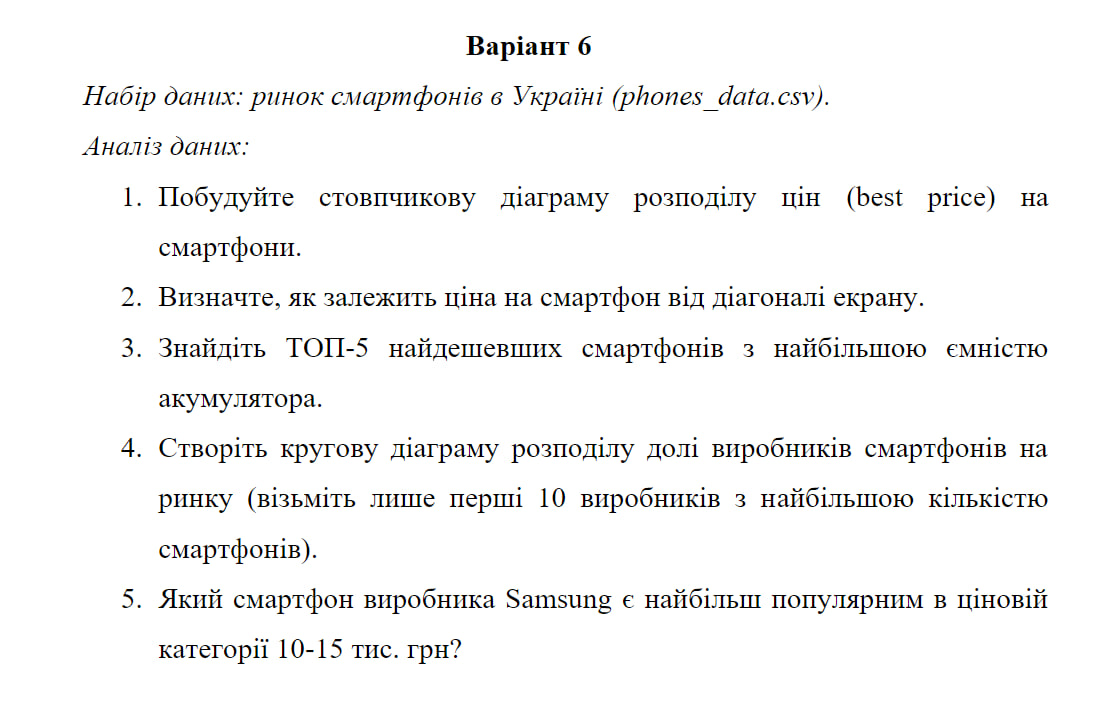 Варіант 6
Набір даних: ринок смартфонів в Україні (phones_data.csv).
Аналіз даних:
1. Побудуйте стовпчикову діаграму розподілу цін (best price) на
смартфони.
2. Визначте, як залежить ціна на смартфон від діагоналі екрану.
3. Знайдіть ТОП-5 найдешевших смартфонів з найбільшою ємністю
акумулятора.
4. Створіть кругову діаграму розподілу долі виробників смартфонів на
ринку (візьміть лише перші 10 виробників з найбільшою кількістю
смартфонів).
5. Який смартфон виробника Samsung є найбільш популярним в ціновій
категорії 10-15 тис. грн?